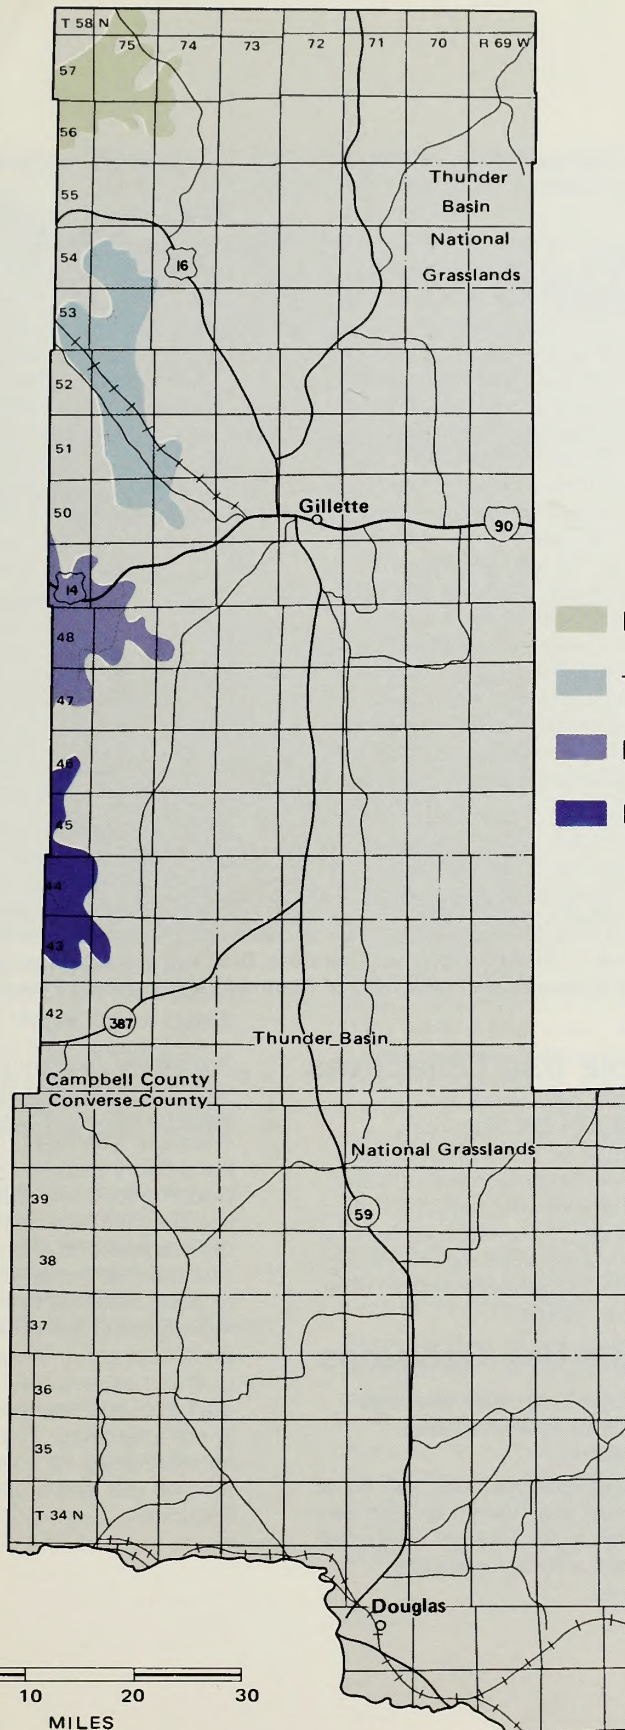 T 58 N
75 74 73 72 71 70 R 69 W
57
56
Thunder
55
Basin
National
54
16
Grasslands
53
52
51
50
Gillette
90
14
48
47
46
45
44
43
42
387
Thunder Basin
Campbell County
Converse County
National Grasslands
39
59
38
37
36
35
T 34 N
Douglas
10 20 30
MILES